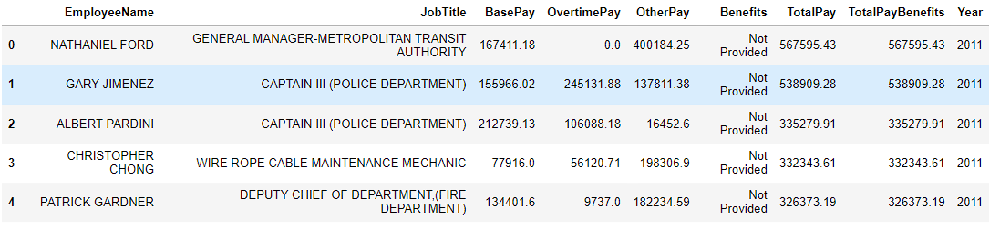 EmployeeName JobTitle BasePay OvertimePay OtherPay Benefits TotalPay TotalPayBenefits Year
0 NATHANIEL FORD GENERAL MANAGER-METROPOLITAN TRANSIT AUTHORITY 167411.18 0.0 400184.25 Not Provided 567595.43 567595.43 2011
1 GARY JIMENEZ CAPTAIN III (POLICE DEPARTMENT) 155966.02 245131.88 137811.38 Not Provided 538909.28 538909.28 2011
2 ALBERT PARDINI CAPTAIN III (POLICE DEPARTMENT) 212739.13 106088.18 16452.6 Not Provided 335279.91 335279.91 2011
3 CHRISTOPHER CHONG WIRE ROPE CABLE MAINTENANCE MECHANIC 77916.0 56120.71 198306.9 Not Provided 332343.61 332343.61 2011
4 PATRICK GARDNER DEPUTY CHIEF OF DEPARTMENT,(FIRE DEPARTMENT) 134401.6 9737.0 182234.59 Not Provided 326373.19 326373.19 2011